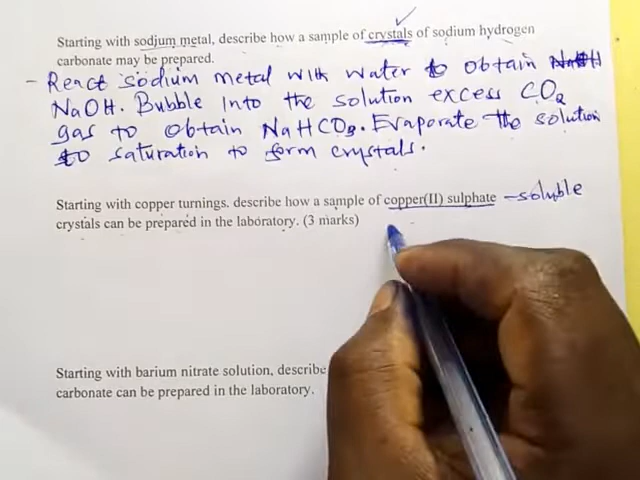 Starting with sodium metal, describe how a sample of crystals of sodium hydrogen
carbonate may be prepared.
- React sodium metal with water to obtain
NaOH. Bubble into the solution excess CO2
gas to obtain NaHCO3. Evaporate the solution
to saturation to form crystals.
Starting with copper turnings, describe how a sample of copper(II) sulphate - soluble
crystals can be prepared in the laboratory. (3 marks)
Starting with barium nitrate solution, describe
carbonate can be prepared in the laboratory.